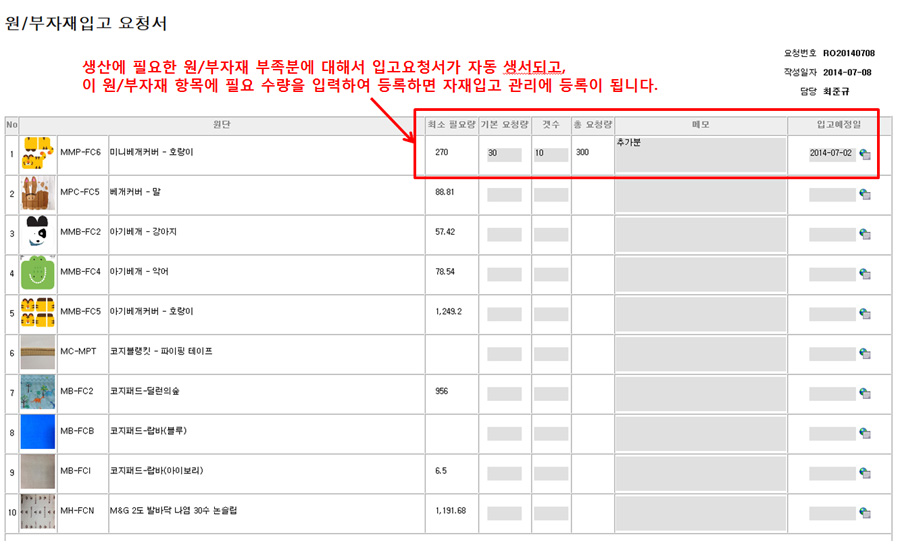 원/부자재입고 요청서
요청번호 RO20140708
작성일자 2014-07-08
담당 최준규
생산에 필요한 원/부자재 부족분에 대해서 입고요청서가 자동 생서되고,
이 원/부자재 항목에 필요 수량을 입력하여 등록하면 자재입고 관리에 등록이 됩니다.
No 원단 최소 필요량 기본 요청량 갯수 총 요청량 메모 입고예정일
1 MMP-FC6 미니베개커버 - 호랑이 270 30 10 300 추가분 2014-07-02
2 MPC-FC5 베개커버 - 말 88.81
3 MMB-FC2 아기베개 - 강아지 57.42
4 MMB-FC4 아기베개 - 악어 78.54
5 MMB-FC5 아기베개커버 - 호랑이 1,249.2
6 MC-MPT 코지블랭킷 - 파이핑 테이프
7 MB-FC2 코지패드-덜런의숲 956
8 MB-FCB 코지패드-람바(블루)
9 MB-FCI 코지패드-람바(아이보리) 6.5
10 MH-FCN M&G 2도 발바닥 나염 30수 논슬립 1,191.68